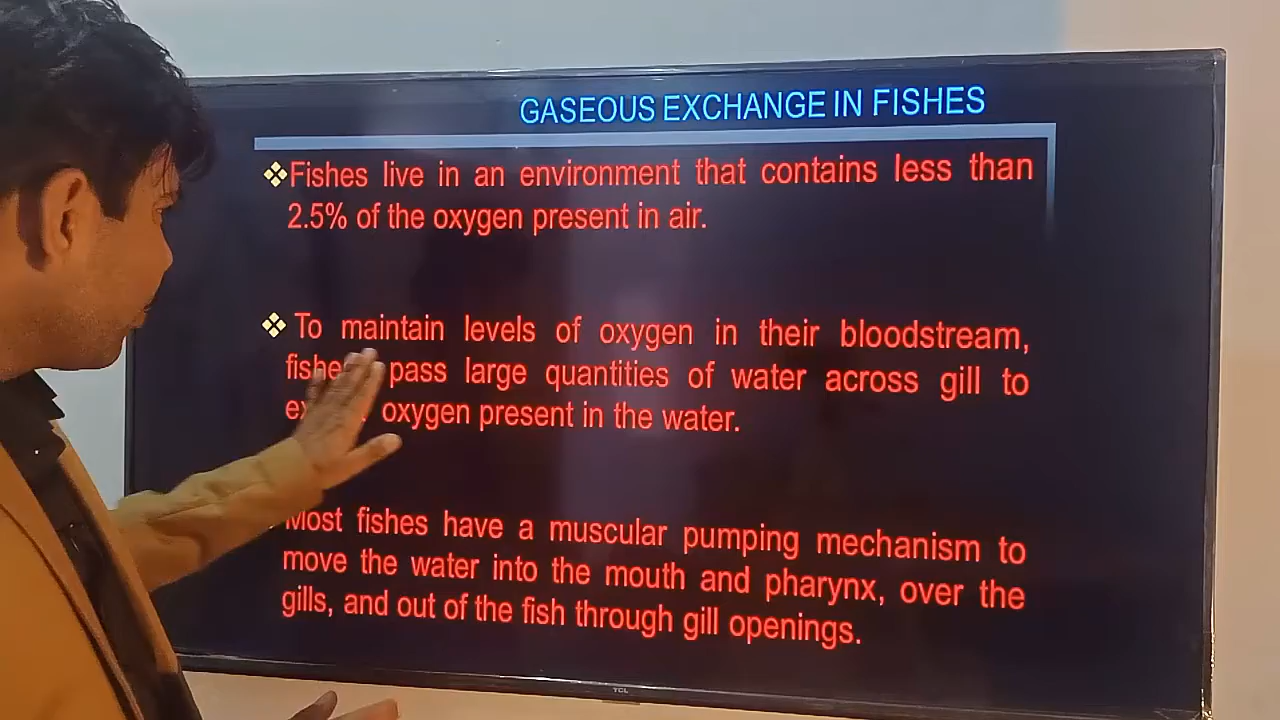 GASEOUS EXCHANGE IN FISHES
❖Fishes live in an environment that contains less than
2.5% of the oxygen present in air.
❖ To maintain levels of oxygen in their bloodstream,
pass large quantities of water across gill to
oxygen present in the water.
Most fishes have a muscular pumping mechanism to
move the water into the mouth and pharynx, over the
gills, and out of the fish through gill openings.
TCL